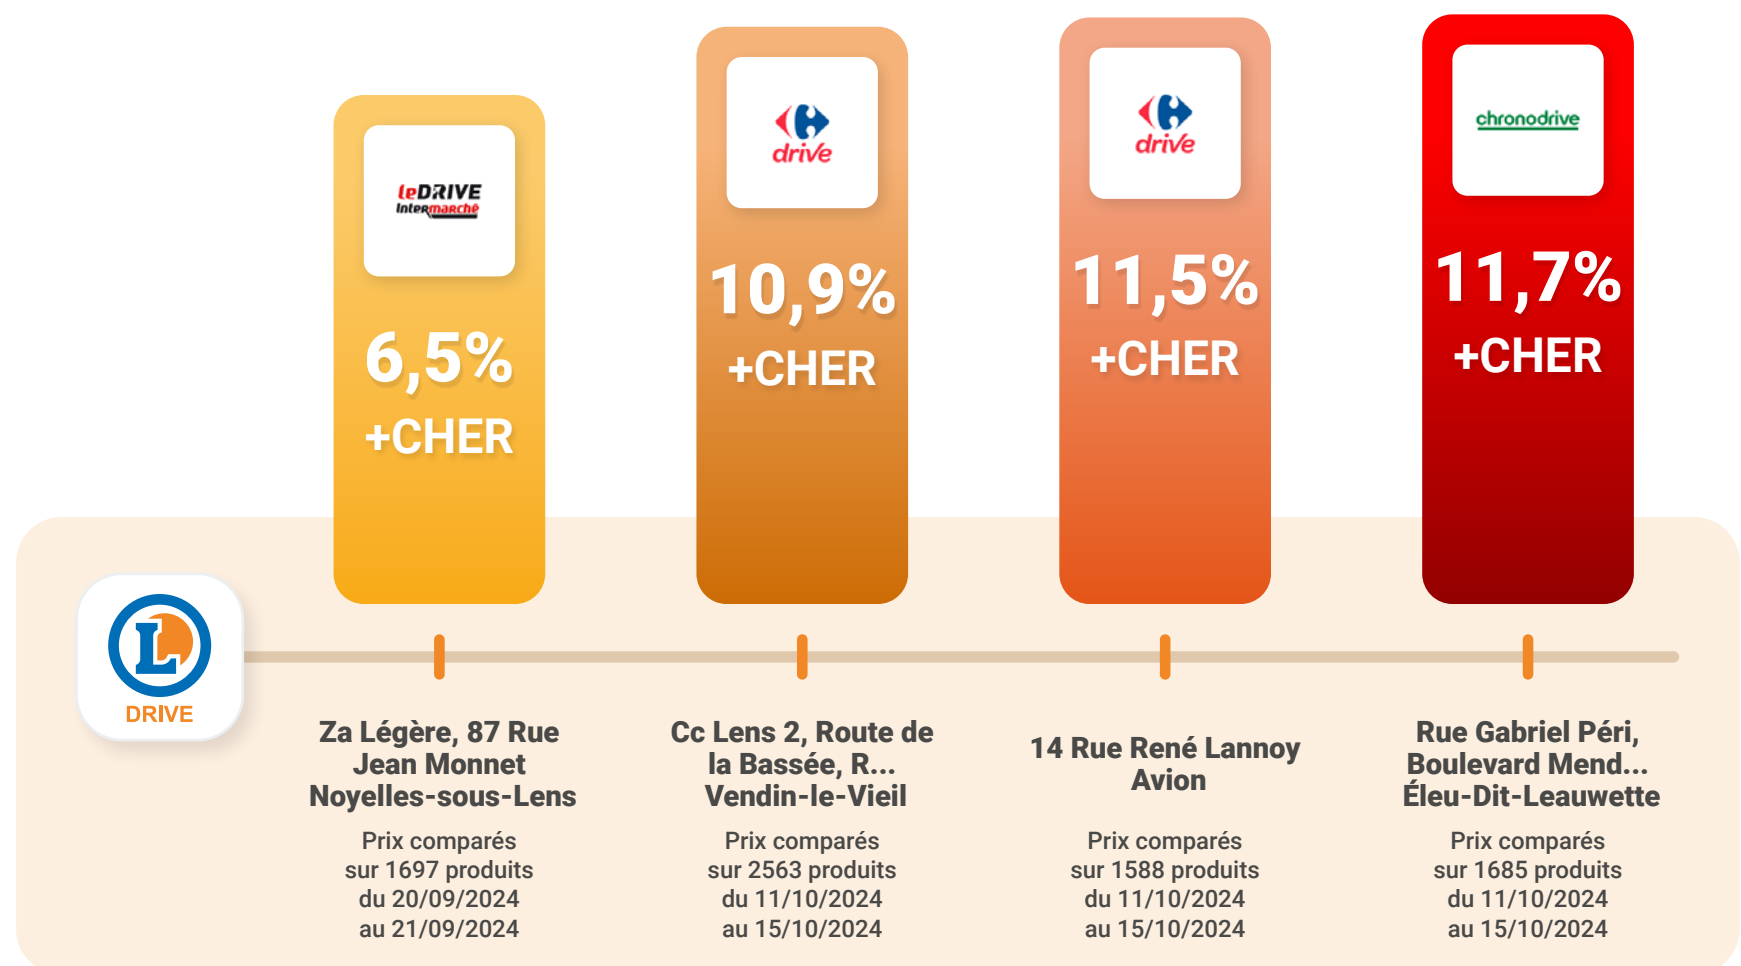 leDRIVE
Intermarché
6,5%
+CHER
drive
10,9%
+CHER
drive
11,5%
+CHER
chronodrive
11,7%
+CHER
L
DRIVE
Za Légère, 87 Rue
Jean Monnet
Noyelles-sous-Lens
Prix comparés
sur 1697 produits
du 20/09/2024
au 21/09/2024
Cc Lens 2, Route de
la Bassée, R...
Vendin-le-Vieil
Prix comparés
sur 2563 produits
du 11/10/2024
au 15/10/2024
14 Rue René Lannoy
Avion
Prix comparés
sur 1588 produits
du 11/10/2024
au 15/10/2024
Rue Gabriel Péri,
Boulevard Mend...
Éleu-Dit-Leauwette
Prix comparés
sur 1685 produits
du 11/10/2024
au 15/10/2024